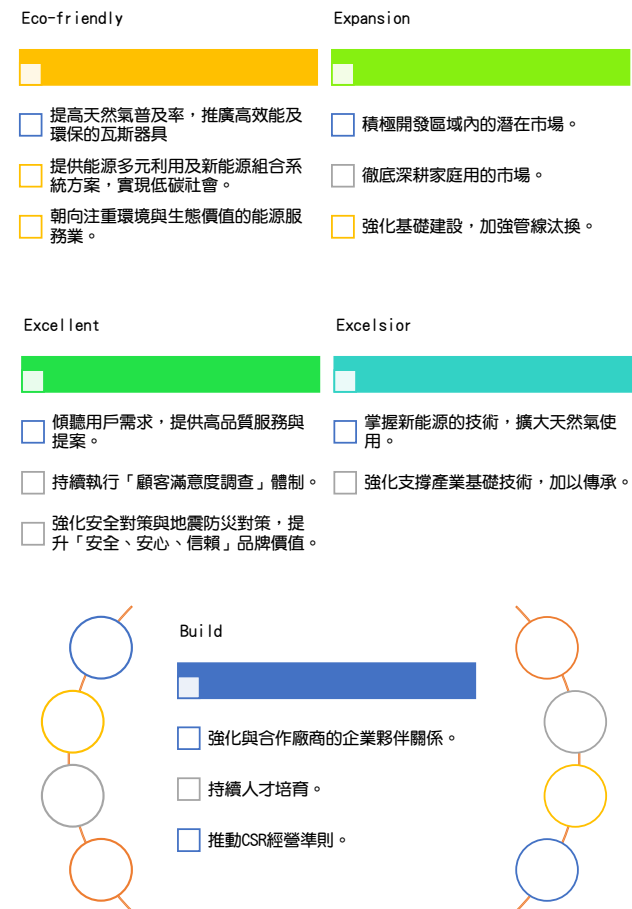 Eco-friendly
提高天然氣普及率，推廣高效能及
環保的瓦斯器具
提供能源多元利用及新能源組合系
統方案，實現低碳社會。
朝向注重環境與生態價值的能源服
務業。
Expansion
積極開發區域內的潛在市場。
徹底深耕家庭用的市場。
強化基礎建設，加強管線汰換。
Excellent
傾聽用戶需求，提供高品質服務與
提案。
持續執行「顧客滿意度調查」體制。
強化安全對策與地震防災對策，提
升「安全、安心、信賴」品牌價值。
Excelsior
掌握新能源的技術，擴大天然氣使
用。
強化支撐產業基礎技術，加以傳承。
Build
強化與合作廠商的企業夥伴關係。
持續人才培育。
推動CSR經營準則。